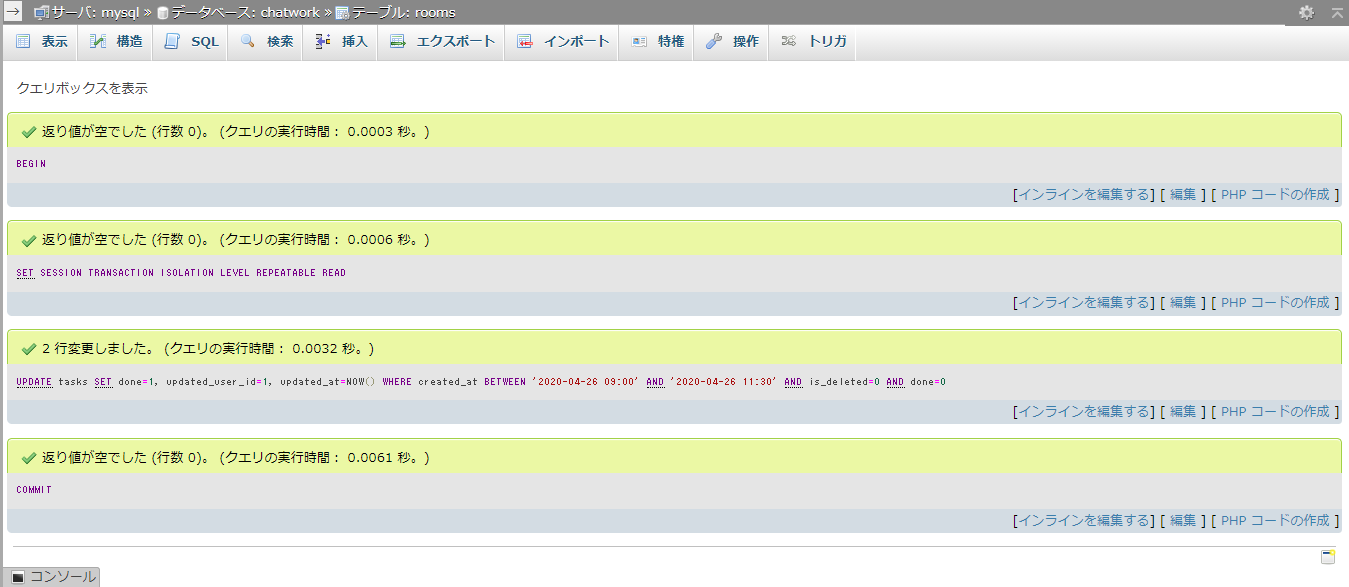 サーバ: mysql » データベース: chatwork » テーブル: rooms
表示 構造 SQL 検索 挿入 エクスポート インポート 特権 操作 トリガ
クエリボックスを表示
返り値が空でした (行数 0)。 (クエリの実行時間： 0.0003 秒。)
BEGIN
[インラインを編集する] [ 編集 ] [ PHP コードの作成 ]
返り値が空でした (行数 0)。 (クエリの実行時間： 0.0006 秒。)
SET SESSION TRANSACTION ISOLATION LEVEL REPEATABLE READ
[インラインを編集する] [ 編集 ] [ PHP コードの作成 ]
2 行変更しました。 (クエリの実行時間： 0.0032 秒。)
UPDATE tasks SET done=1, updated_user_id=1, updated_at=NOW() WHERE created_at BETWEEN '2020-04-26 09:00' AND '2020-04-26 11:30' AND is_deleted=0 AND done=0
[インラインを編集する] [ 編集 ] [ PHP コードの作成 ]
返り値が空でした (行数 0)。 (クエリの実行時間： 0.0061 秒。)
COMMIT
[インラインを編集する] [ 編集 ] [ PHP コードの作成 ]
コンソール